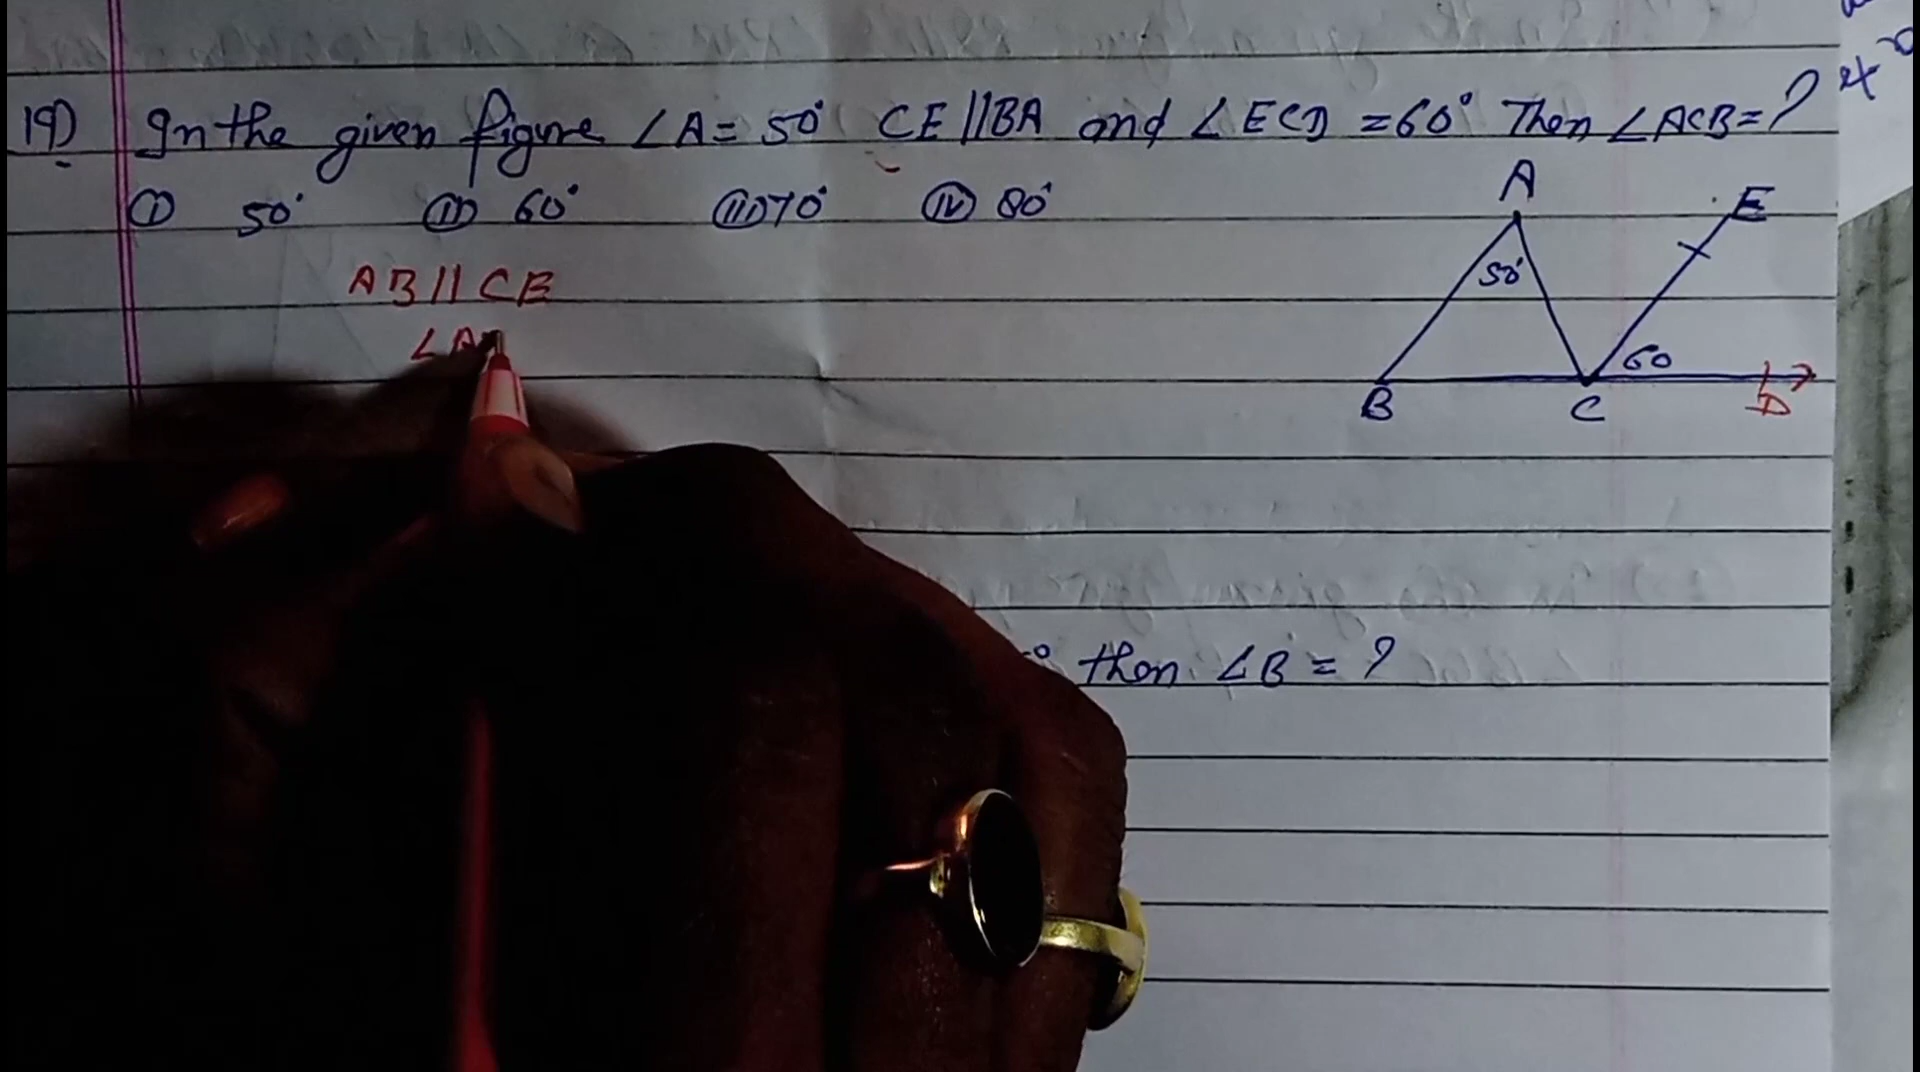 19) In the given figure ∠A = 50° CE || BA and ∠ECD = 60° Then ∠ACB = ?
(i) 50° (ii) 60° (iii) 70° (iv) 80°
AB || CE
∠A
A
E
50°
60
B
C
D
then ∠B = ?